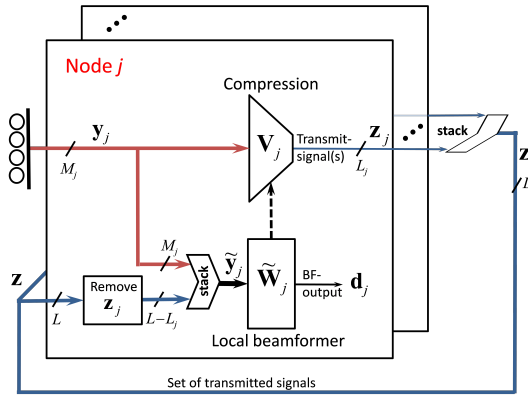 Node j
Compression
y_j
M_j
V_j
Transmit-
signal(s)
z_j
L_j
stack
z
L
M_j
ỹ_j
stack
W̃_j
BF-
output
d_j
z
L
Remove
z_j
L−L_j
Local beamformer
Set of transmitted signals